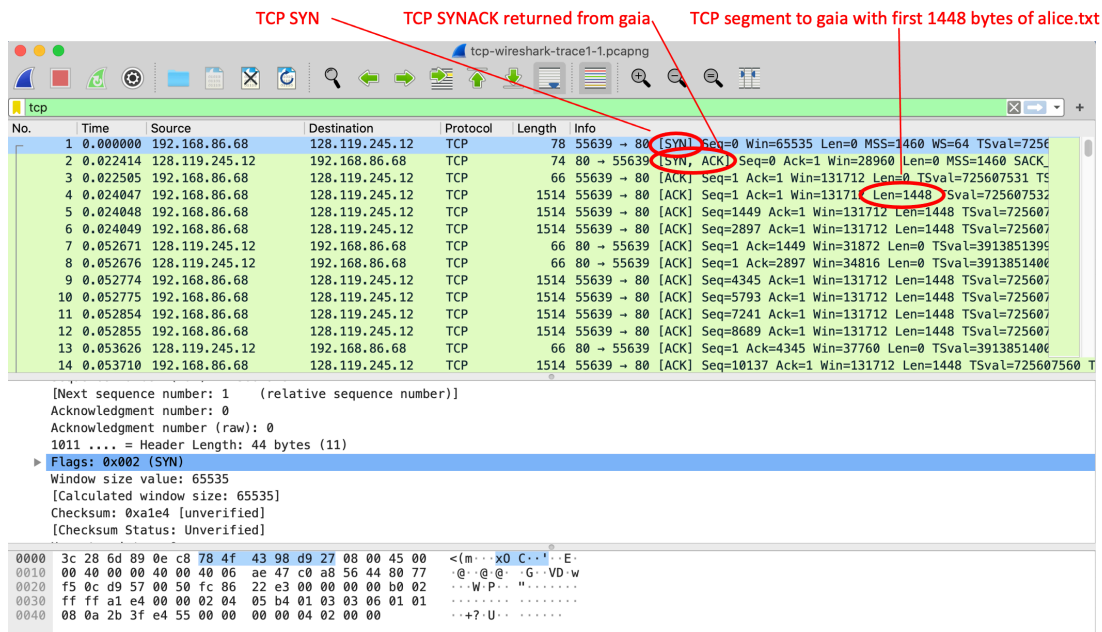 TCP SYN TCP SYNACK returned from gaia TCP segment to gaia with first 1448 bytes of alice.txt
tcp-wireshark-trace1-1.pcapng
tcp
No. Time Source Destination Protocol Length Info
1 0.000000 192.168.86.68 128.119.245.12 TCP 78 55639 → 80 [SYN] Seq=0 Win=65535 Len=0 MSS=1460 WS=64 TSval=7256
2 0.022414 128.119.245.12 192.168.86.68 TCP 74 80 → 55639 [SYN, ACK] Seq=0 Ack=1 Win=28960 Len=0 MSS=1460 SACK_
3 0.022505 192.168.86.68 128.119.245.12 TCP 66 55639 → 80 [ACK] Seq=1 Ack=1 Win=131712 Len=0 TSval=725607531 TS
4 0.024047 192.168.86.68 128.119.245.12 TCP 1514 55639 → 80 [ACK] Seq=1 Ack=1 Win=131712 Len=1448 TSval=725607532
5 0.024048 192.168.86.68 128.119.245.12 TCP 1514 55639 → 80 [ACK] Seq=1449 Ack=1 Win=131712 Len=1448 TSval=725607
6 0.024049 192.168.86.68 128.119.245.12 TCP 1514 55639 → 80 [ACK] Seq=2897 Ack=1 Win=131712 Len=1448 TSval=725607
7 0.052671 128.119.245.12 192.168.86.68 TCP 66 80 → 55639 [ACK] Seq=1 Ack=1449 Win=31872 Len=0 TSval=3913851399
8 0.052676 128.119.245.12 192.168.86.68 TCP 66 80 → 55639 [ACK] Seq=1 Ack=2897 Win=34816 Len=0 TSval=3913851400
9 0.052774 192.168.86.68 128.119.245.12 TCP 1514 55639 → 80 [ACK] Seq=4345 Ack=1 Win=131712 Len=1448 TSval=725607
10 0.052775 192.168.86.68 128.119.245.12 TCP 1514 55639 → 80 [ACK] Seq=5793 Ack=1 Win=131712 Len=1448 TSval=725607
11 0.052854 192.168.86.68 128.119.245.12 TCP 1514 55639 → 80 [ACK] Seq=7241 Ack=1 Win=131712 Len=1448 TSval=725607
12 0.052855 192.168.86.68 128.119.245.12 TCP 1514 55639 → 80 [ACK] Seq=8689 Ack=1 Win=131712 Len=1448 TSval=725607
13 0.053626 128.119.245.12 192.168.86.68 TCP 66 80 → 55639 [ACK] Seq=1 Ack=4345 Win=37760 Len=0 TSval=3913851400
14 0.053710 192.168.86.68 128.119.245.12 TCP 1514 55639 → 80 [ACK] Seq=10137 Ack=1 Win=131712 Len=1448 TSval=725607560 T
[Next sequence number: 1 (relative sequence number)]
Acknowledgment number: 0
Acknowledgment number (raw): 0
1011 .... = Header Length: 44 bytes (11)
Flags: 0x002 (SYN)
Window size value: 65535
[Calculated window size: 65535]
Checksum: 0xa1e4 [unverified]
[Checksum Status: Unverified]
0000 3c 28 6d 89 0e c8 78 4f 43 98 d9 27 08 00 45 00 <(m···xO C··'··E·
0010 00 40 00 00 40 00 40 06 ae 47 c0 a8 56 44 80 77 ·@··@·@· ·G··VD·w
0020 f5 0c d9 57 00 50 fc 86 22 e3 00 00 00 00 b0 02 ···W·P·· "·······
0030 ff ff a1 e4 00 00 02 04 05 b4 01 03 03 06 01 01 ········ ········
0040 08 0a 2b 3f e4 55 00 00 00 00 04 02 00 00 ··+?·U·· ······